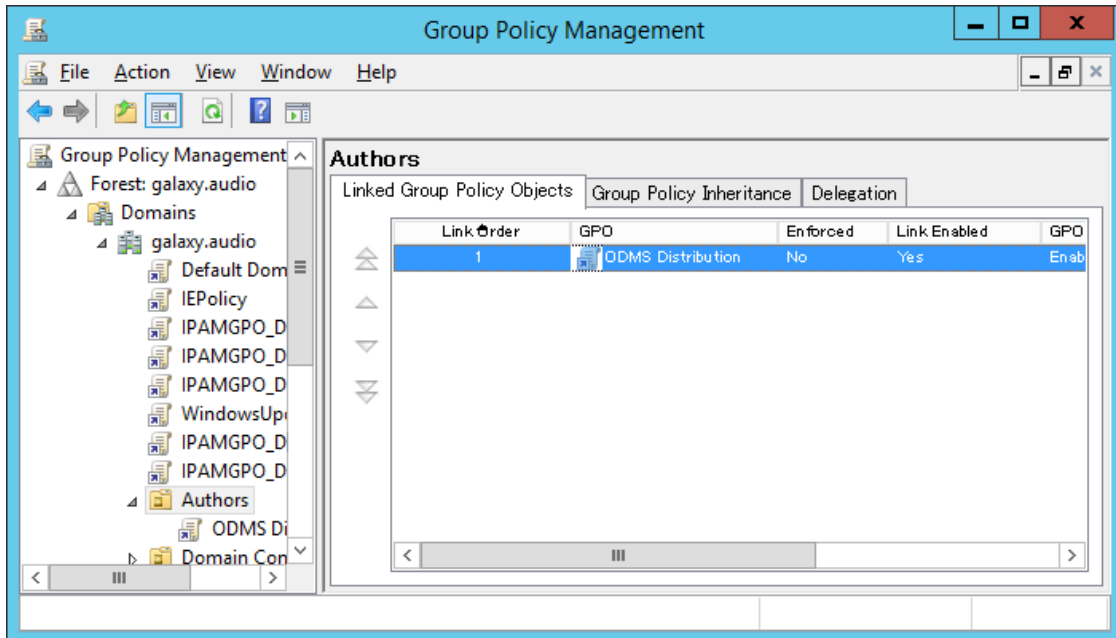 Group Policy Management
File Action View Window Help
Group Policy Management
Forest: galaxy.audio
Domains
galaxy.audio
Default Dom
IEPolicy
IPAMGPO_D
IPAMGPO_D
IPAMGPO_D
WindowsUp
IPAMGPO_D
IPAMGPO_D
Authors
ODMS Di
Domain Con
Authors
Linked Group Policy Objects Group Policy Inheritance Delegation
Link Order GPO Enforced Link Enabled GPO
1 ODMS Distribution No Yes Enab